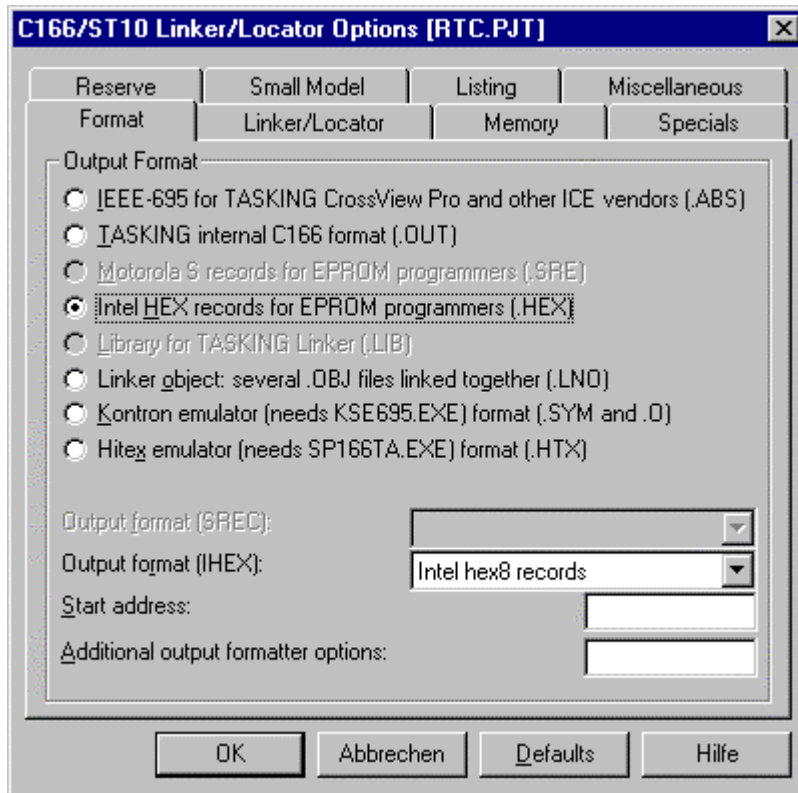 C166/ST10 Linker/Locator Options [RTC.PJT]
Reserve Small Model Listing Miscellaneous
Format Linker/Locator Memory Specials
Output Format
IEEE-695 for TASKING CrossView Pro and other ICE vendors (.ABS)
TASKING internal C166 format (.OUT)
Motorola S records for EPROM programmers (.SRE)
Intel HEX records for EPROM programmers (.HEX)
Library for TASKING Linker (.LIB)
Linker object: several .OBJ files linked together (.LNO)
Kontron emulator (needs KSE695.EXE) format (.SYM and .O)
Hitex emulator (needs SP166TA.EXE) format (.HTX)
Output format (SREC):
Output format (IHEX): Intel hex8 records
Start address:
Additional output formatter options:
OK Abbrechen Defaults Hilfe